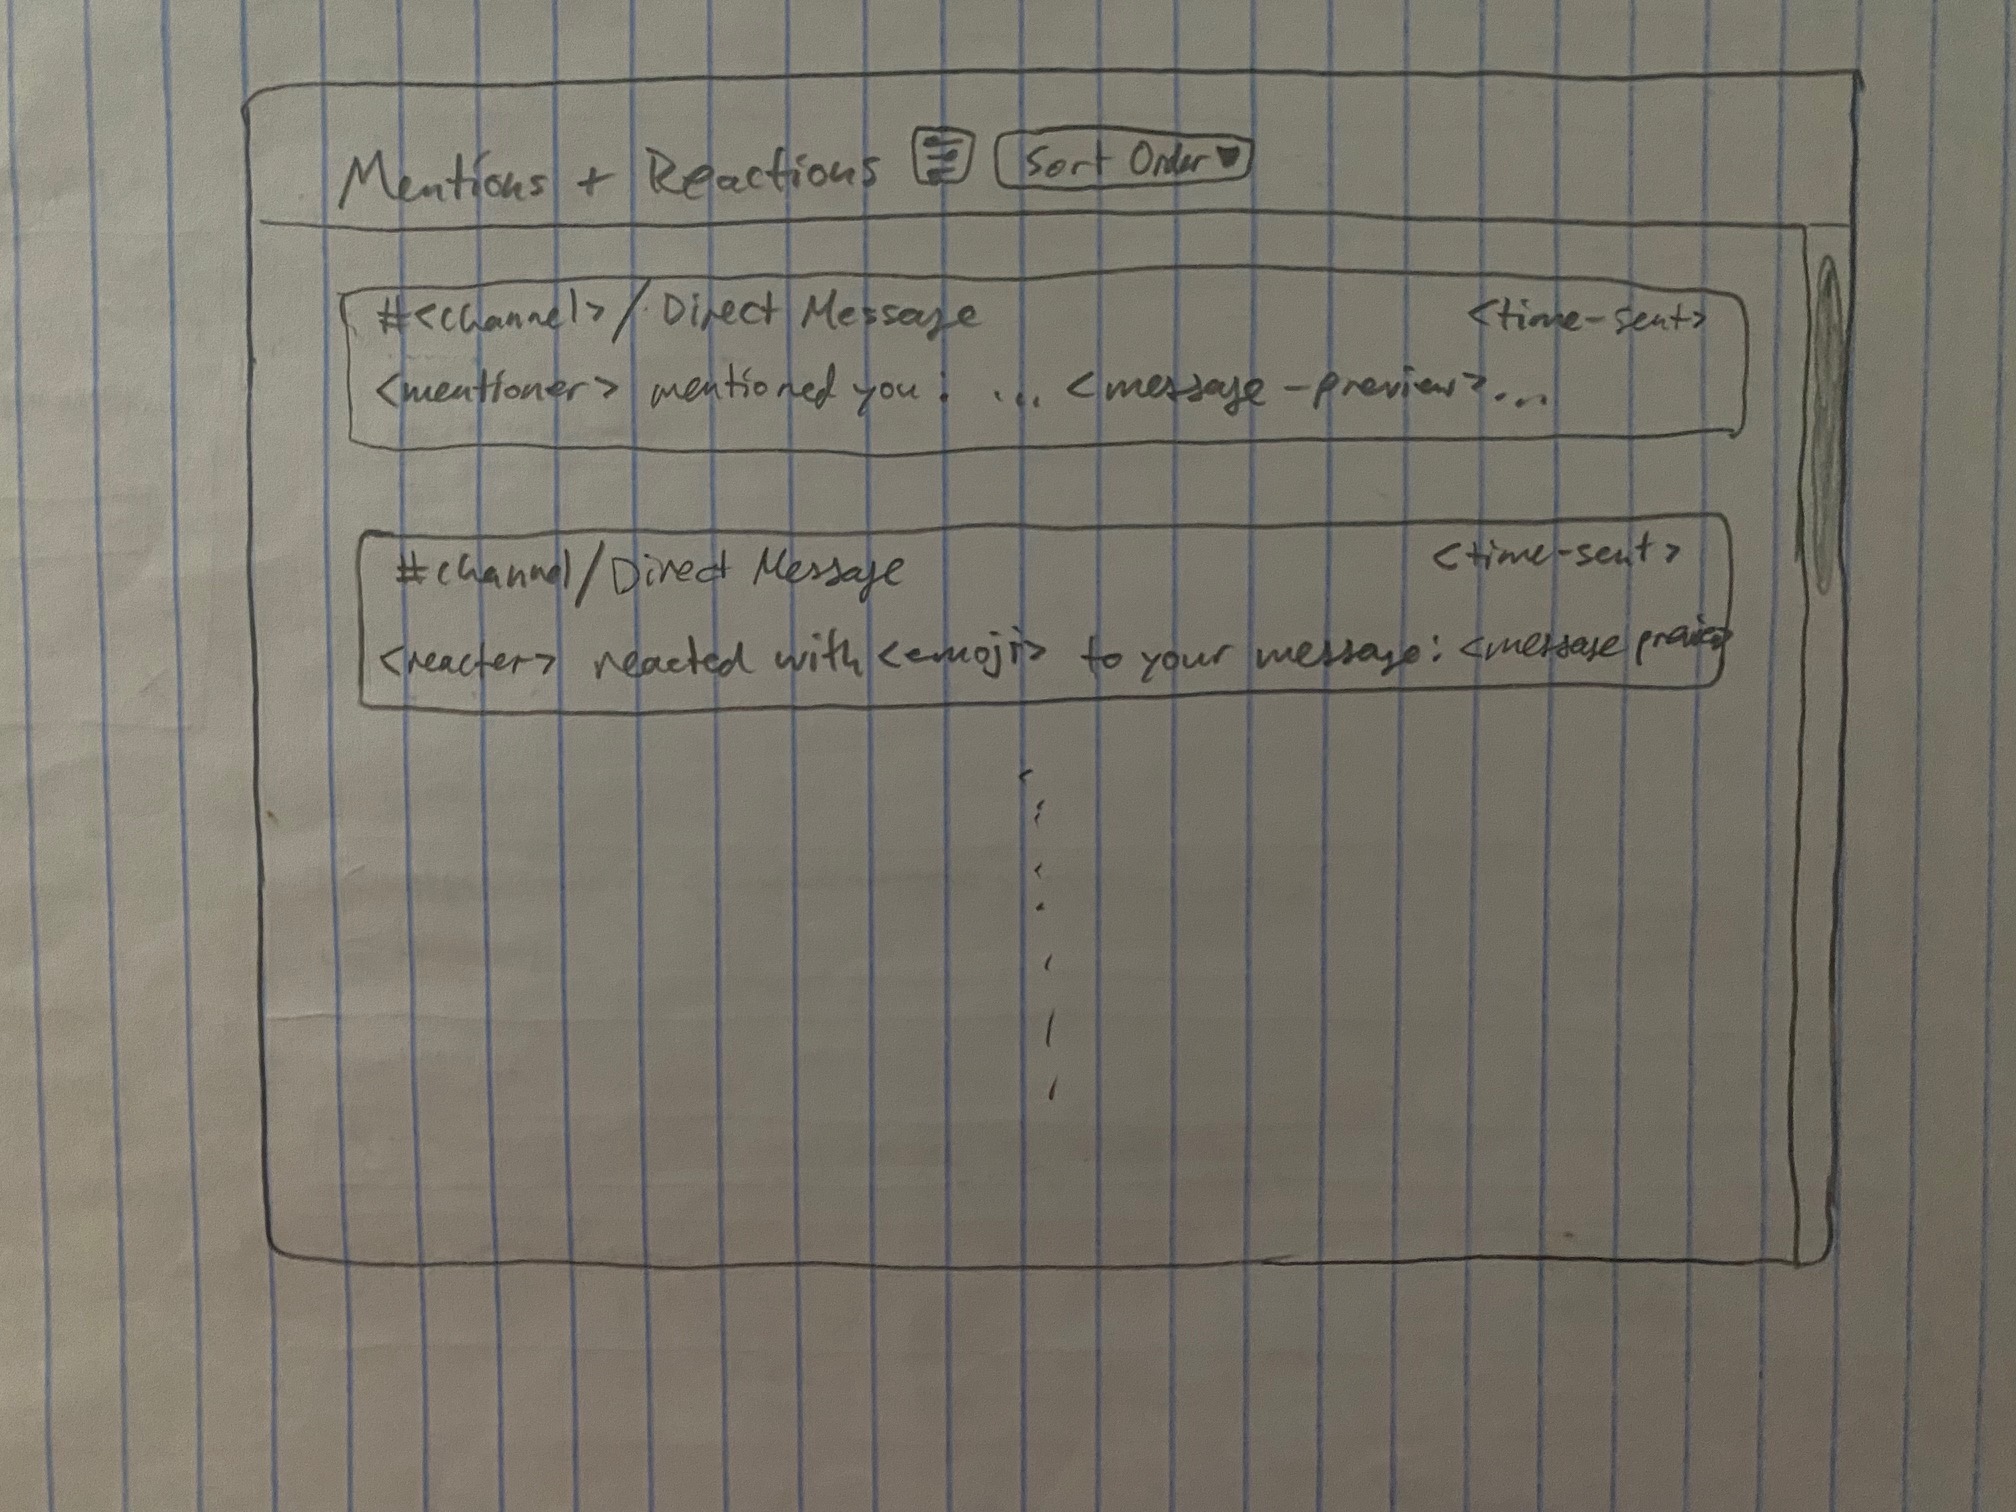 Mentions + Reactions Sort Order
#<channel>/Direct Message <time-sent>
<mentioner> mentioned you: ... <message-preview>...
#channel/Direct Message <time-sent>
<reacter> reacted with <emoji> to your message: <message preview>